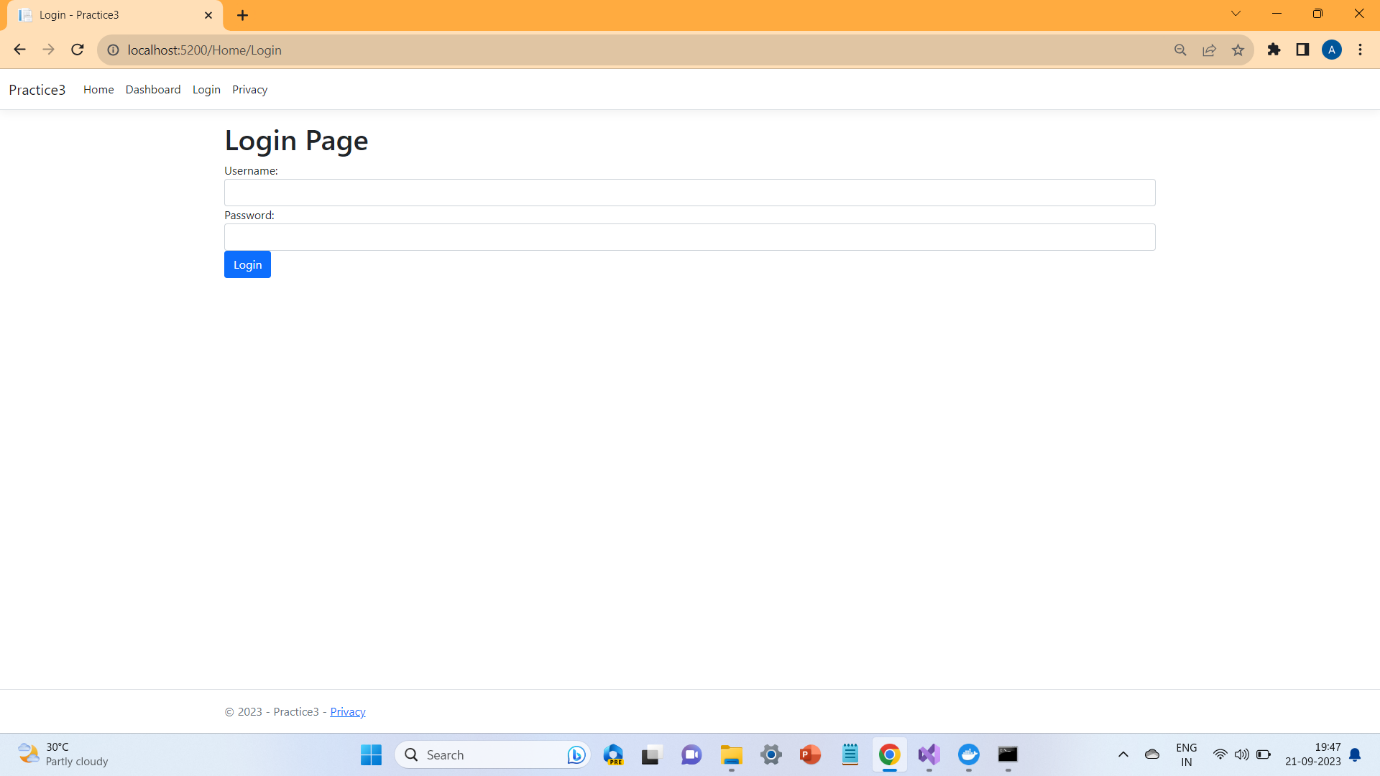 Login - Practice3
localhost:5200/Home/Login
A
Practice3 Home Dashboard Login Privacy
Login Page
Username:
Password:
Login
© 2023 - Practice3 - Privacy
30°C
Partly cloudy
Search
PRE
ENG
IN
19:47
21-09-2023